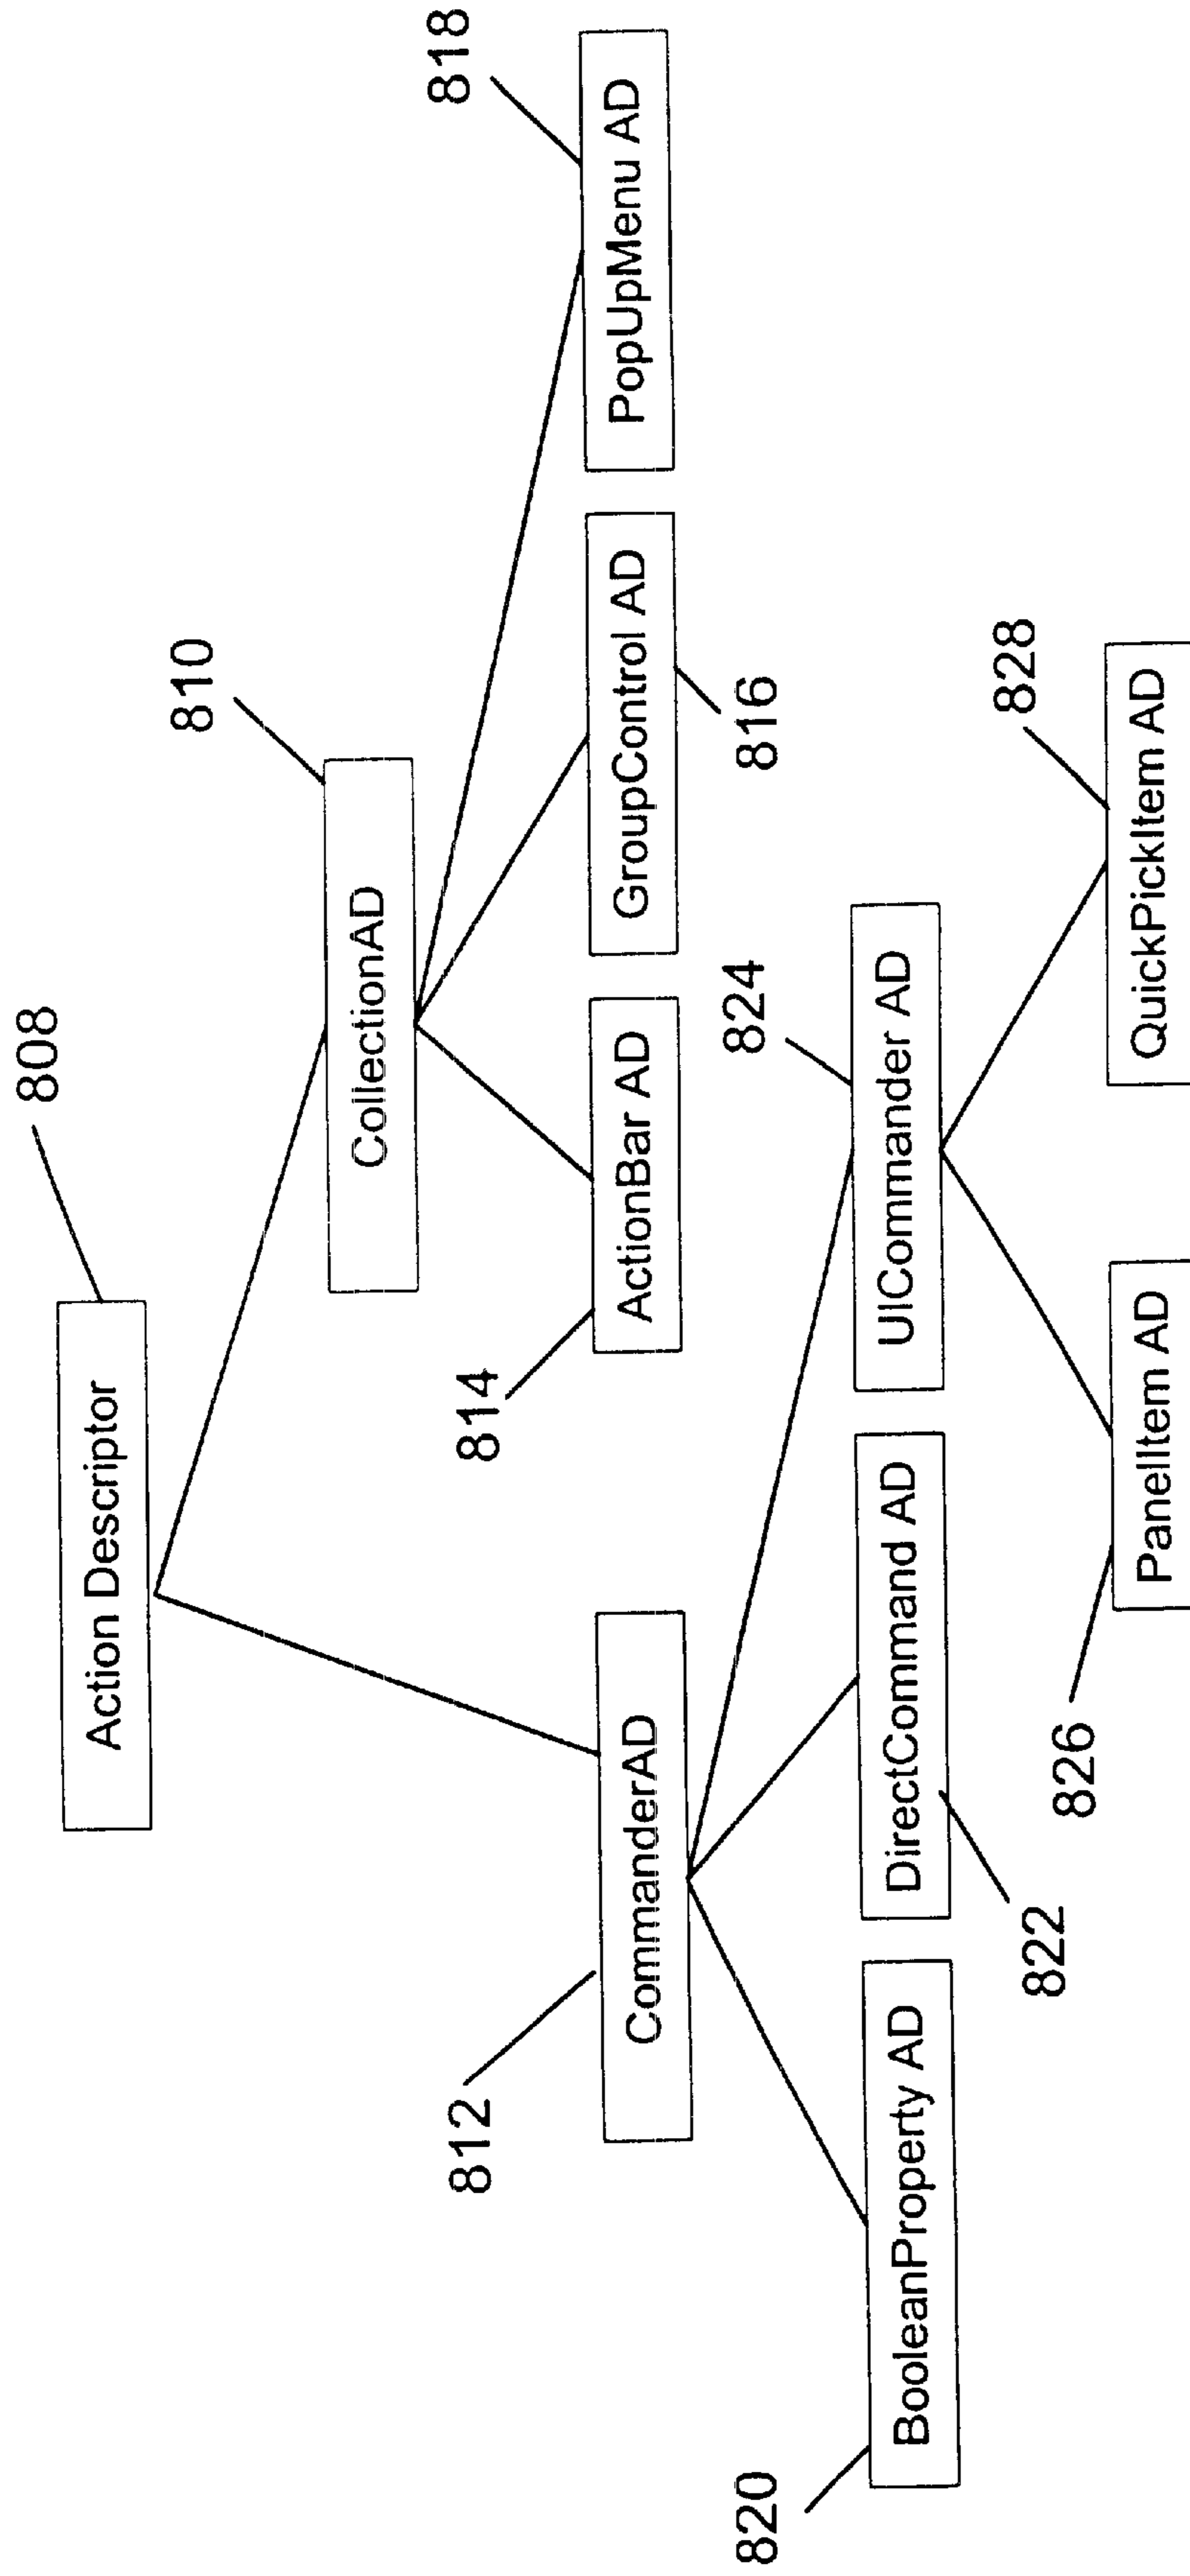 808
Action Descriptor
810
CollectionAD
812
CommanderAD
814
ActionBar AD
GroupControl AD
816
818
PopUpMenu AD
820
BooleanProperty AD
DirectCommand AD
822
824
UICommander AD
826
PanelItem AD
828
QuickPickItem AD